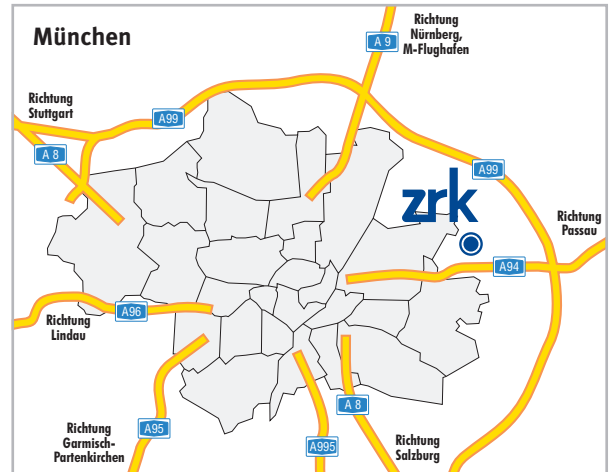 München
A 9
Richtung
Nürnberg,
M-Flughafen
Richtung
Stuttgart
A99
A 8
A99
zrk
Richtung
Passau
A94
A96
Richtung
Lindau
A 8
Richtung
Garmisch-
Partenkirchen
A95
A995
Richtung
Salzburg